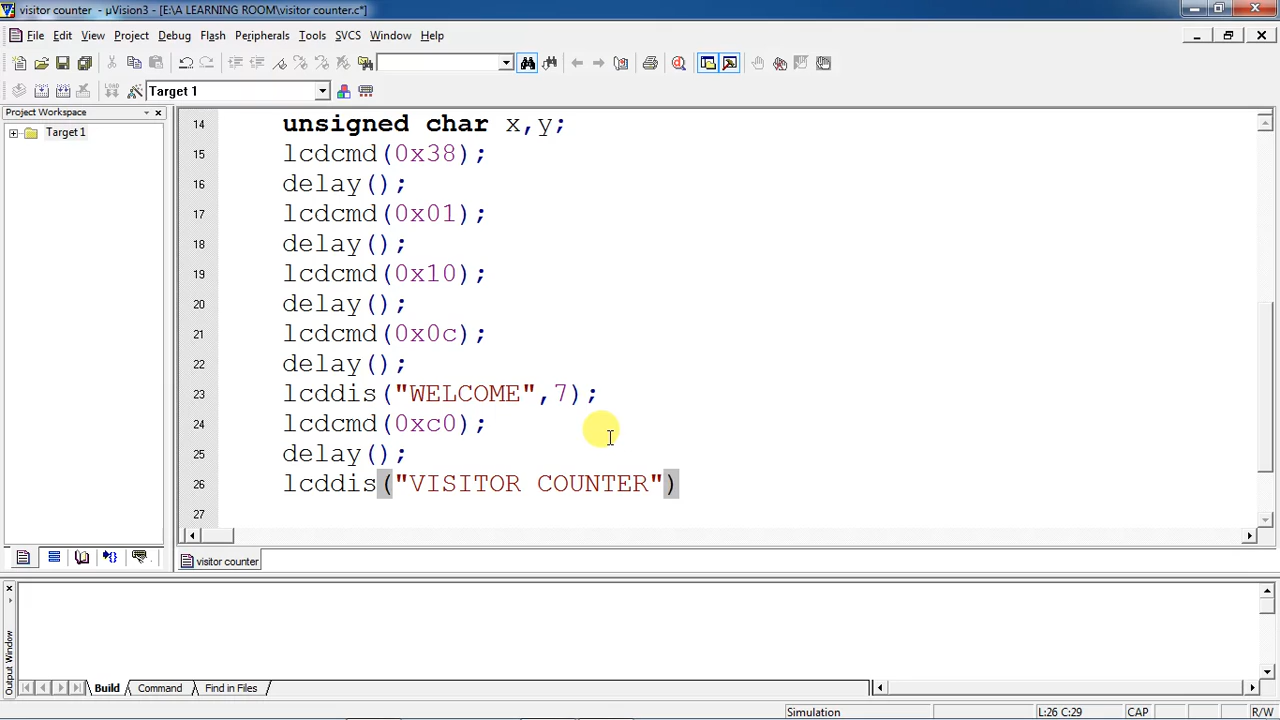 visitor counter - µVision3 - [E:\A LEARNING ROOM\visitor counter.c*]
File Edit View Project Debug Flash Peripherals Tools SVCS Window Help
Target 1
Project Workspace
Target 1
14 unsigned char x,y;
15 lcdcmd(0x38);
16 delay();
17 lcdcmd(0x01);
18 delay();
19 lcdcmd(0x10);
20 delay();
21 lcdcmd(0x0c);
22 delay();
23 lcddis("WELCOME",7);
24 lcdcmd(0xc0);
25 delay();
26 lcddis("VISITOR COUNTER")
27
visitor counter
Output Window
Build Command Find in Files
Simulation L:26 C:29 CAP R/W